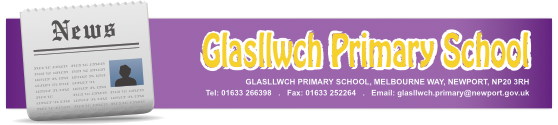 News
Glasllwch Primary School
GLASLLWCH PRIMARY SCHOOL, MELBOURNE WAY, NEWPORT, NP20 3RH
Tel: 01633 266398 . Fax: 01633 252264 . Email: glasllwch.primary@newport.gov.uk